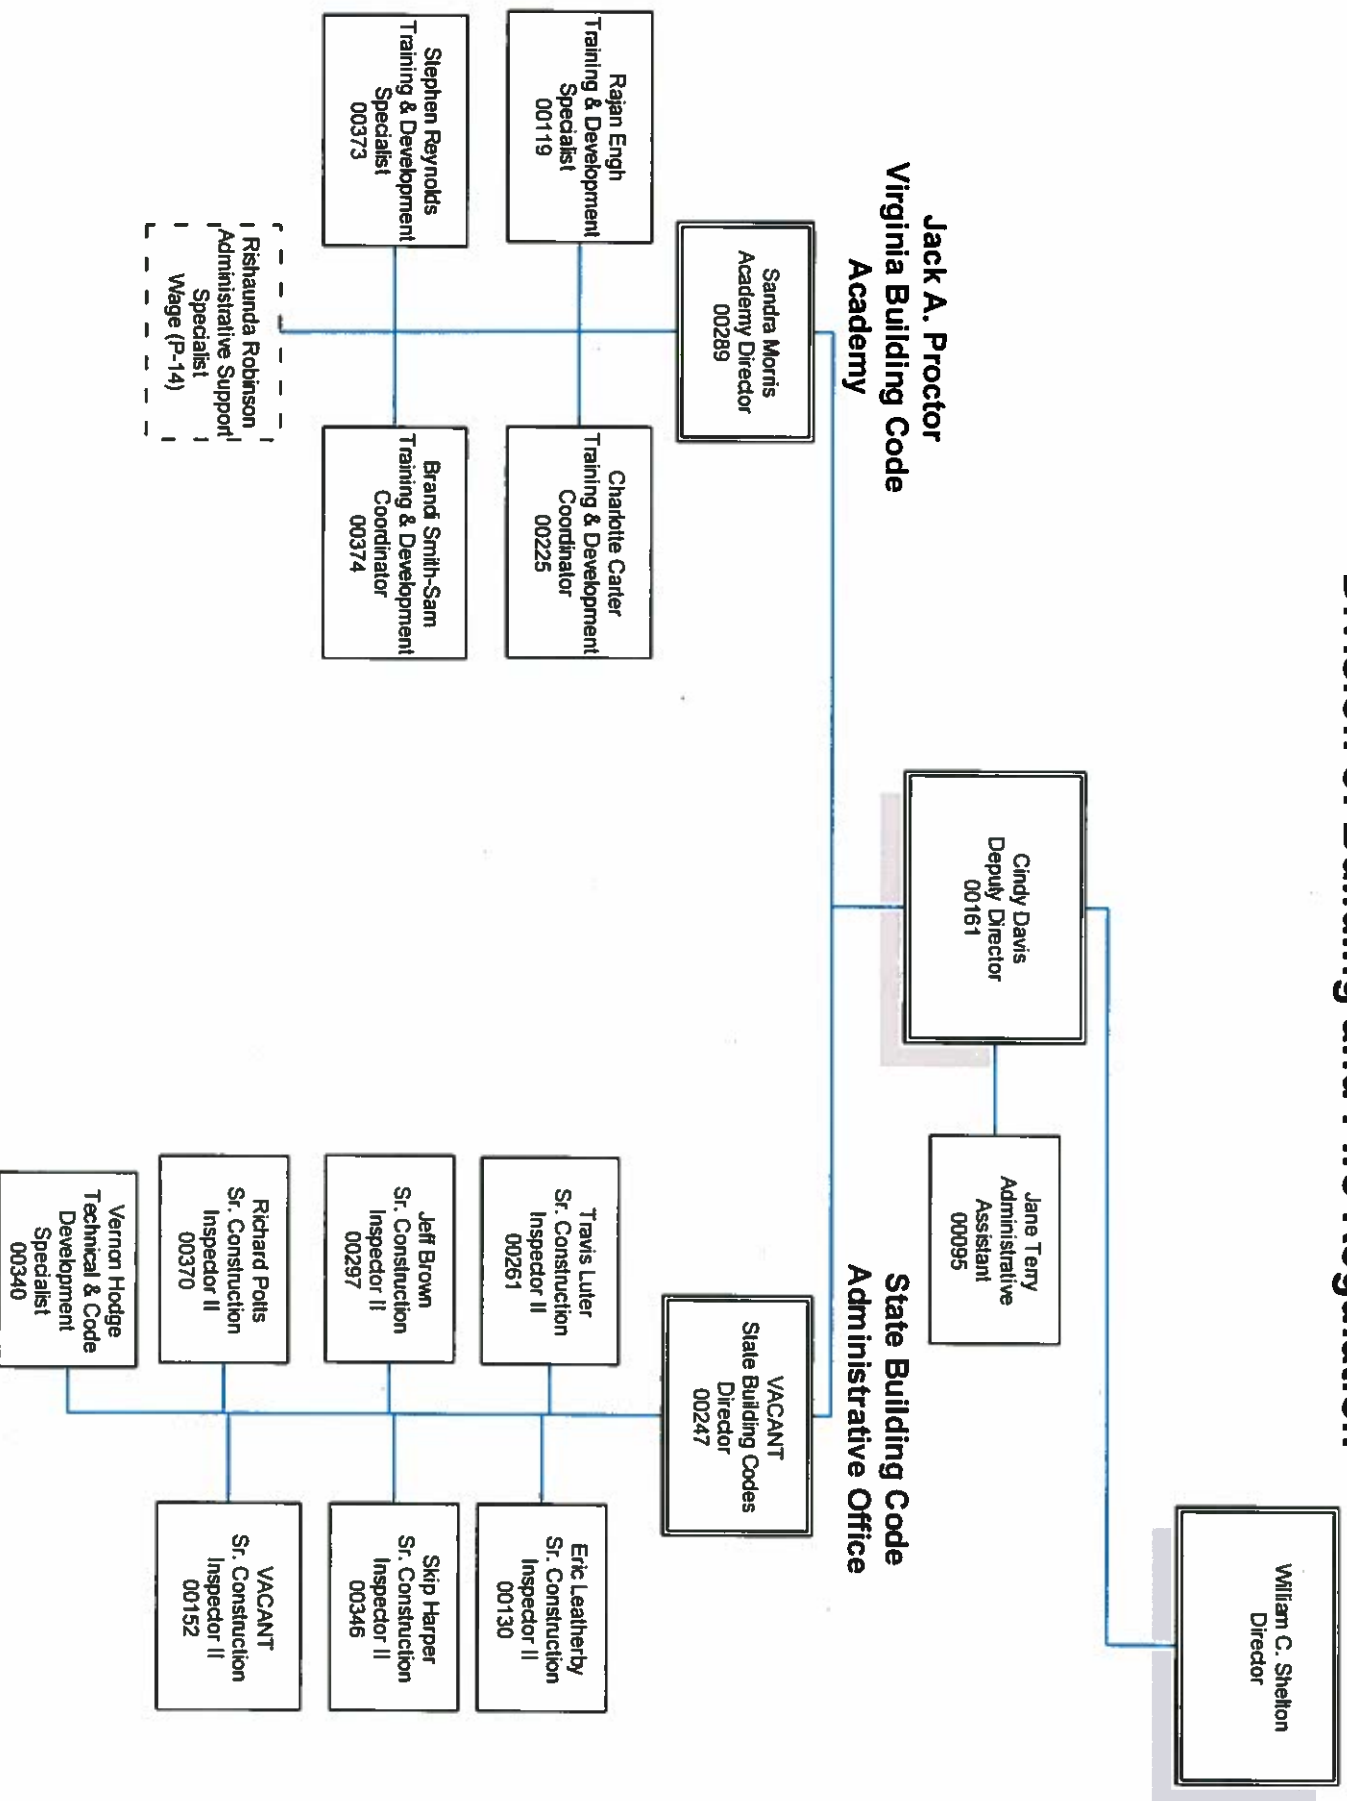 Division of Building and Fire Regulation
William C. Shelton
Director
Cindy Davis
Deputy Director
00161
Jane Terry
Administrative
Assistant
00095
Jack A. Proctor
Virginia Building Code
Academy
State Building Code
Administrative Office
Sandra Morris
Academy Director
00289
VACANT
State Building Codes
Director
00247
Rajan Engh
Training & Development
Specialist
00119
Charlotte Carter
Training & Development
Coordinator
00225
Stephen Reynolds
Training & Development
Specialist
00373
Brandi Smith-Sam
Training & Development
Coordinator
00374
Rishaunda Robinson
Administrative Support
Specialist
Wage (P-14)
Travis Luter
Sr. Construction
Inspector II
00261
Eric Leatherby
Sr. Construction
Inspector II
00130
Jeff Brown
Sr. Construction
Inspector II
00297
Skip Harper
Sr. Construction
Inspector II
00346
Richard Potts
Sr. Construction
Inspector II
00370
VACANT
Sr. Construction
Inspector II
00152
Vernon Hodge
Technical & Code
Development
Specialist
00340